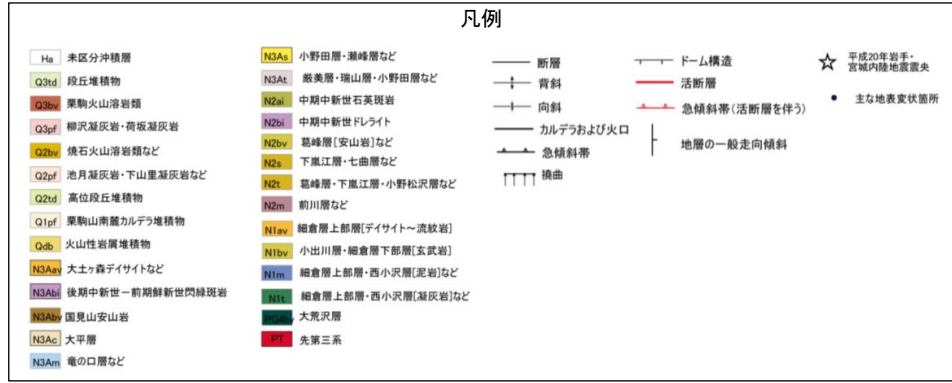 凡例
Ha 未区分沖積層
Q3td 段丘堆積物
Q3bv 栗駒火山溶岩類
Q3pf 柳沢凝灰岩・荷坂凝灰岩
Q2bv 焼石火山溶岩類など
Q2pf 池月凝灰岩・下山里凝灰岩など
Q2td 高位段丘堆積物
Q1pf 栗駒山南麓カルデラ堆積物
Qdb 火山性岩屑堆積物
N3Aav 大土ヶ森デイサイトなど
N3Abi 後期中新世－前期鮮新世閃緑斑岩
N3Abv 国見山安山岩
N3Ac 大平層
N3Am 竜の口層など
N3As 小野田層・瀬峰層など
N3At 厳美層・瑞山層・小野田層など
N2ai 中期中新世石英斑岩
N2bi 中期中新世ドレライト
N2bv 葛峰層[安山岩]など
N2s 下嵐江層・七曲層など
N2t 葛峰層・下嵐江層・小野松沢層など
N2m 前川層など
N1av 細倉層上部層[デイサイト～流紋岩]
N1bv 小出川層・細倉層下部層[玄武岩]
N1m 細倉層上部層・西小沢層[泥岩]など
N1t 細倉層上部層・西小沢層[凝灰岩]など
大荒沢層
PT 先第三系
断層
背斜
向斜
カルデラおよび火口
急傾斜帯
撓曲
ドーム構造
活断層
急傾斜帯(活断層を伴う)
地層の一般走向傾斜
平成20年岩手・
宮城内陸地震震央
主な地表変状箇所